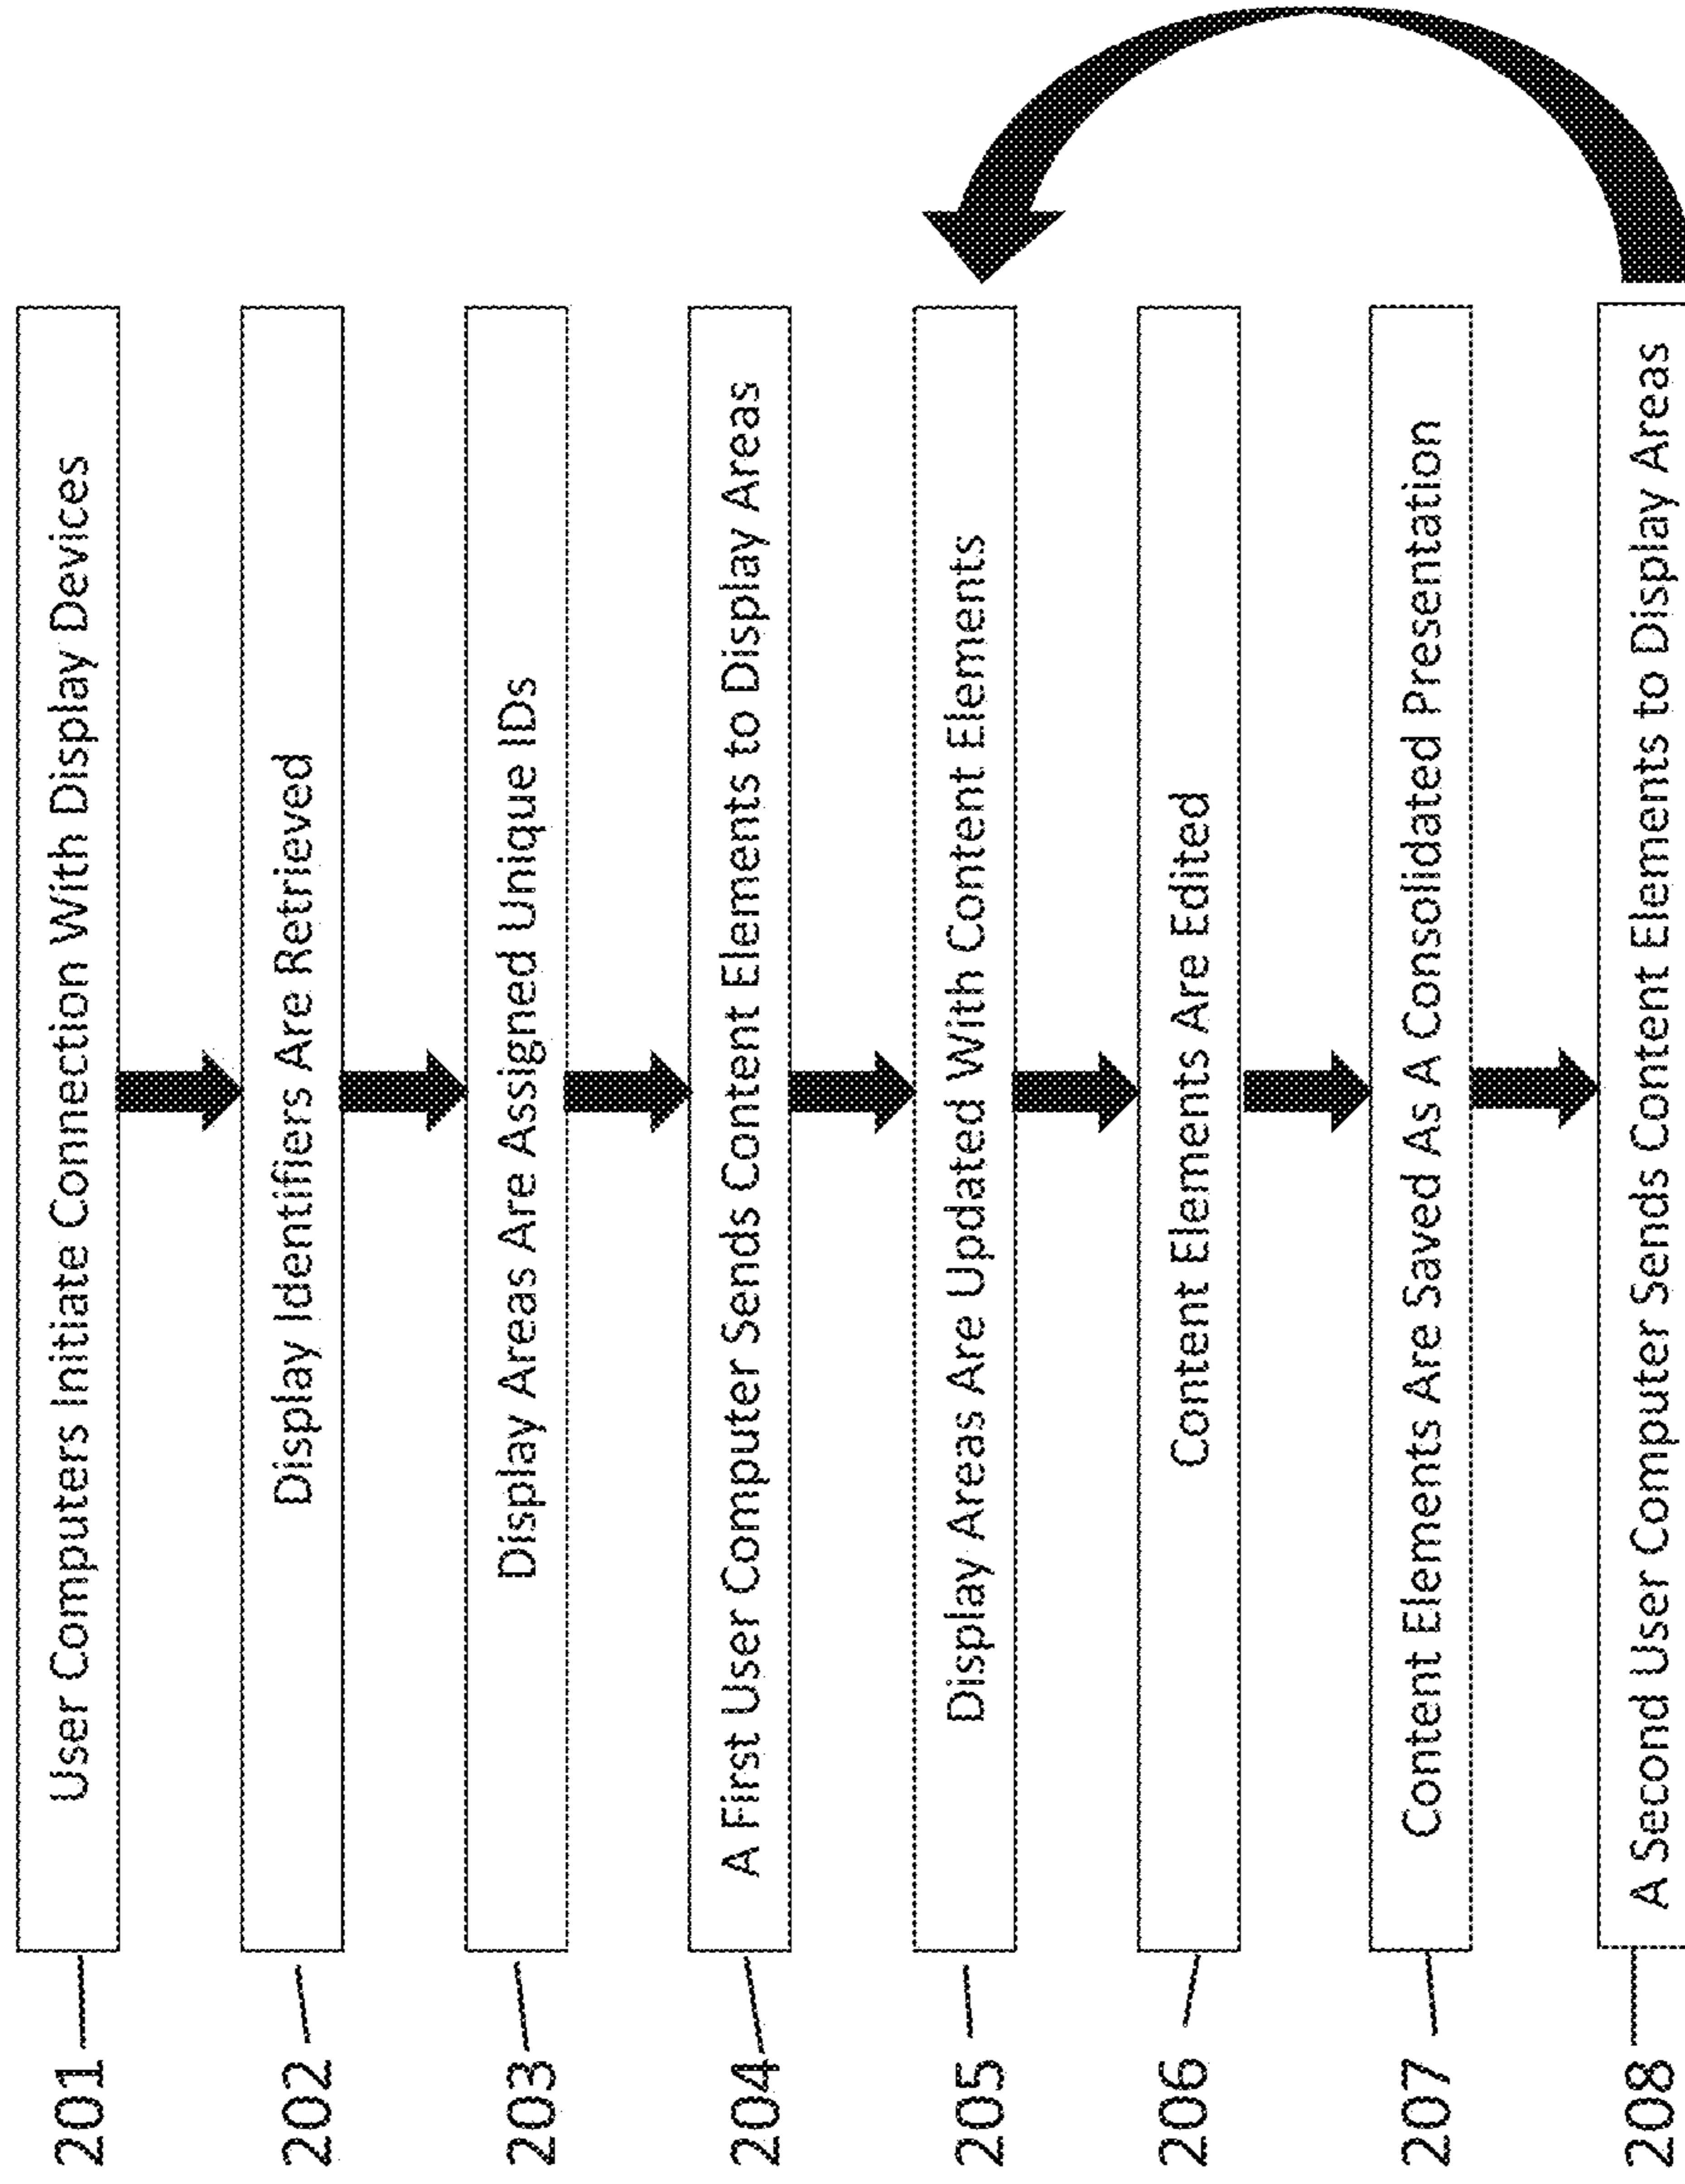 201 User Computers Initiate Connection With Display Devices
202 Display Identifiers Are Retrieved
203 Display Areas Are Assigned Unique IDs
204 A First User Computer Sends Content Elements to Display Areas
205 Display Areas Are Updated With Content Elements
206 Content Elements Are Edited
207 Content Elements Are Saved As A Consolidated Presentation
208 A Second User Computer Sends Content Elements to Display Areas